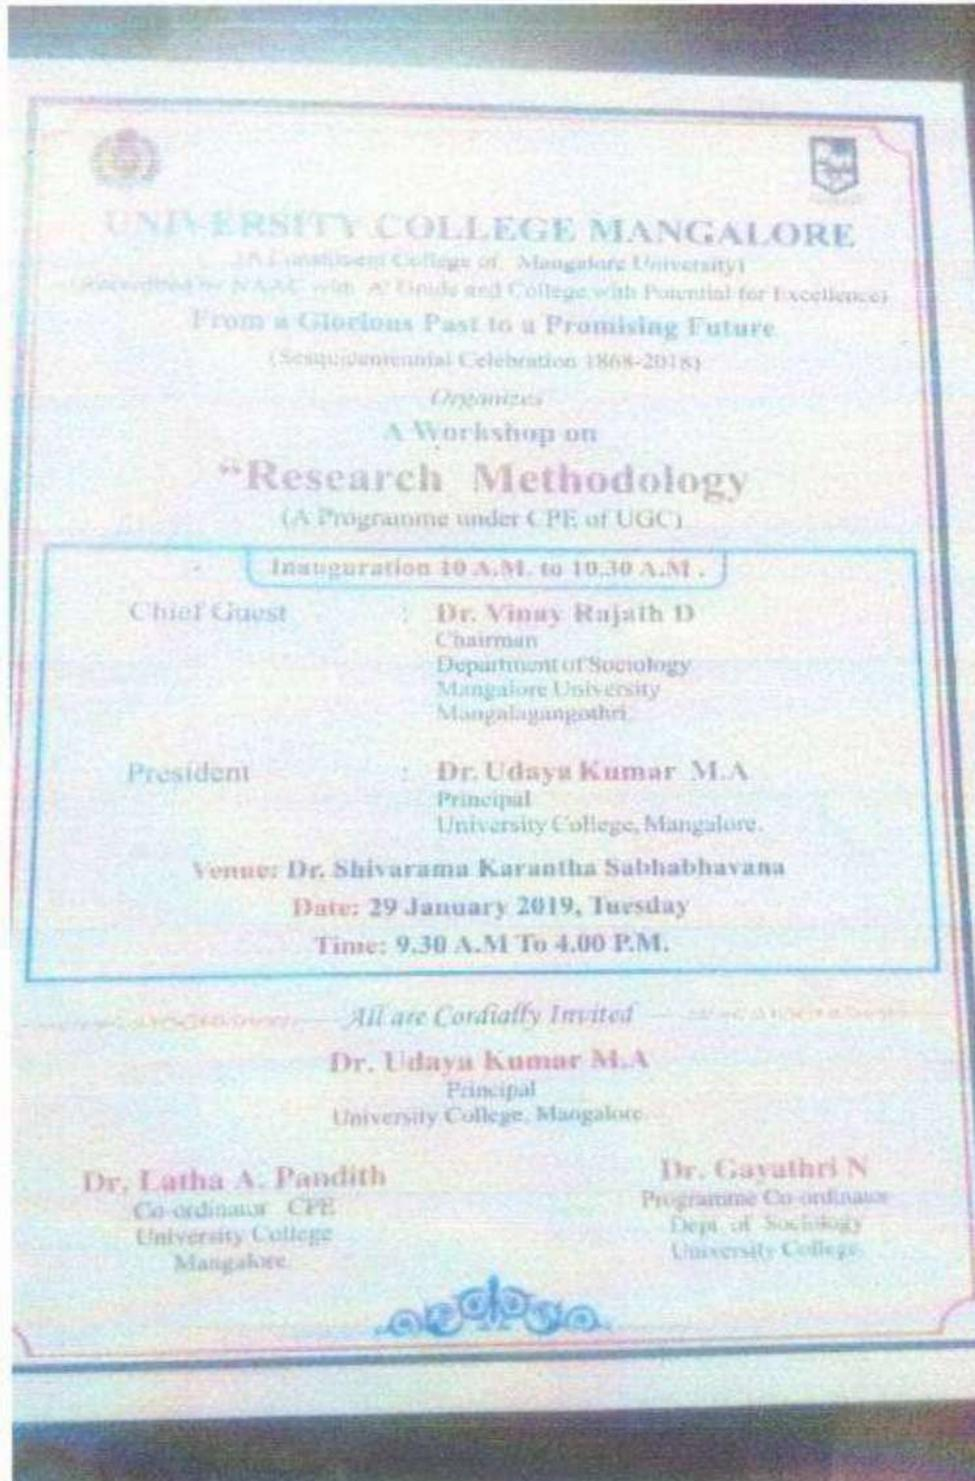 UNIVERSITY COLLEGE MANGALORE
(A Constituent College of Mangalore University)
(Accredited by NAAC with 'A' Grade and College with Potential for Excellence)
From a Glorious Past to a Promising Future
(Sesquidentennial Celebration 1868-2018)
Organizes
A Workshop on
“Research Methodology
(A Programme under CPE of UGC)
Inauguration 10 A.M. to 10.30 A.M .
Chief Guest : Dr. Vinay Rajath D
Chairman
Department of Sociology
Mangalore University
Mangalagangothri.
President : Dr. Udaya Kumar M.A
Principal
University College, Mangalore.
Venue: Dr. Shivarama Karantha Sabhabhavana
Date: 29 January 2019, Tuesday
Time: 9.30 A.M To 4.00 P.M.
All are Cordially Invited
Dr. Udaya Kumar M.A
Principal
University College, Mangalore.
Dr. Latha A. Pandith
Co-ordinator CPE
University College
Mangalore.
Dr. Gayathri N
Programme Co-ordinator
Dept. of Sociology
University College.